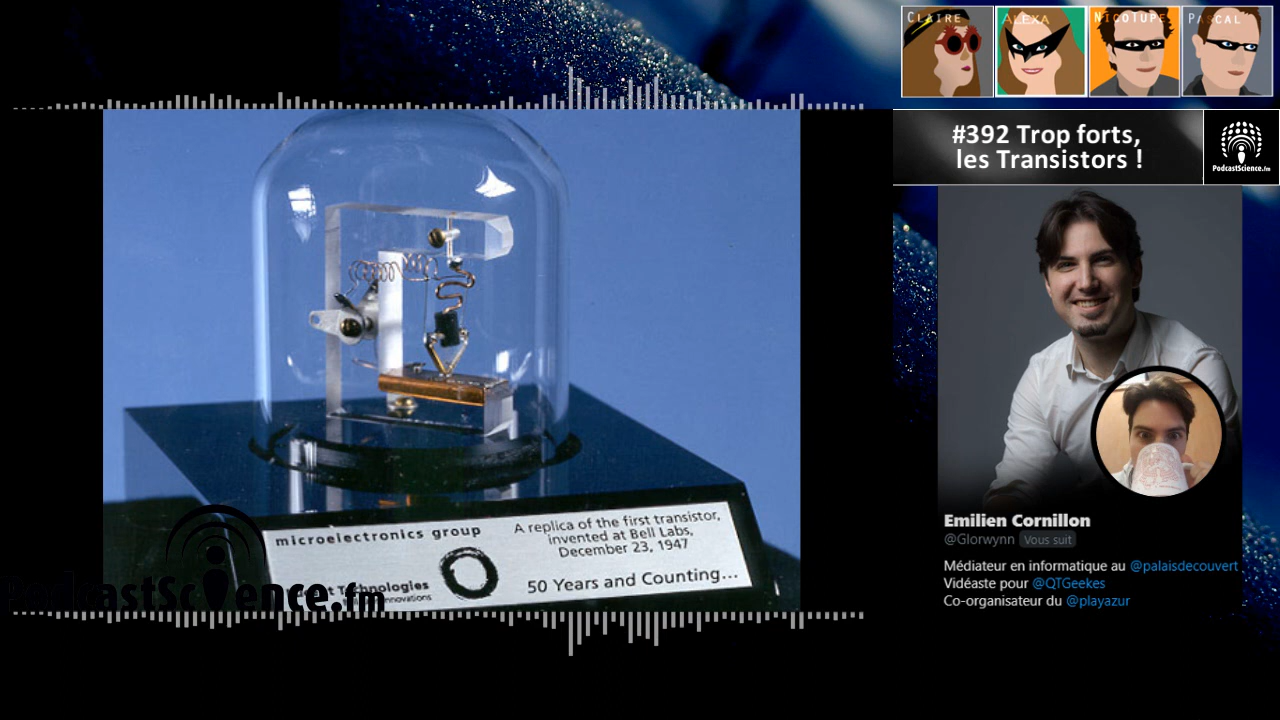 CLAIRE
ALEXA
NICOTUPE
PASCAL
#392 Trop forts,
les Transistors !
PodcastScience.fm
microelectronics group
A replica of the first transistor,
invented at Bell Labs,
December 23, 1947
50 Years and Counting...
Technologies
PodcastScience.fm
Emilien Cornillon
@Glorwynn Vous suit
Médiateur en informatique au @palaisdecouvert
Vidéaste pour @QTGeekes
Co-organisateur du @playazur